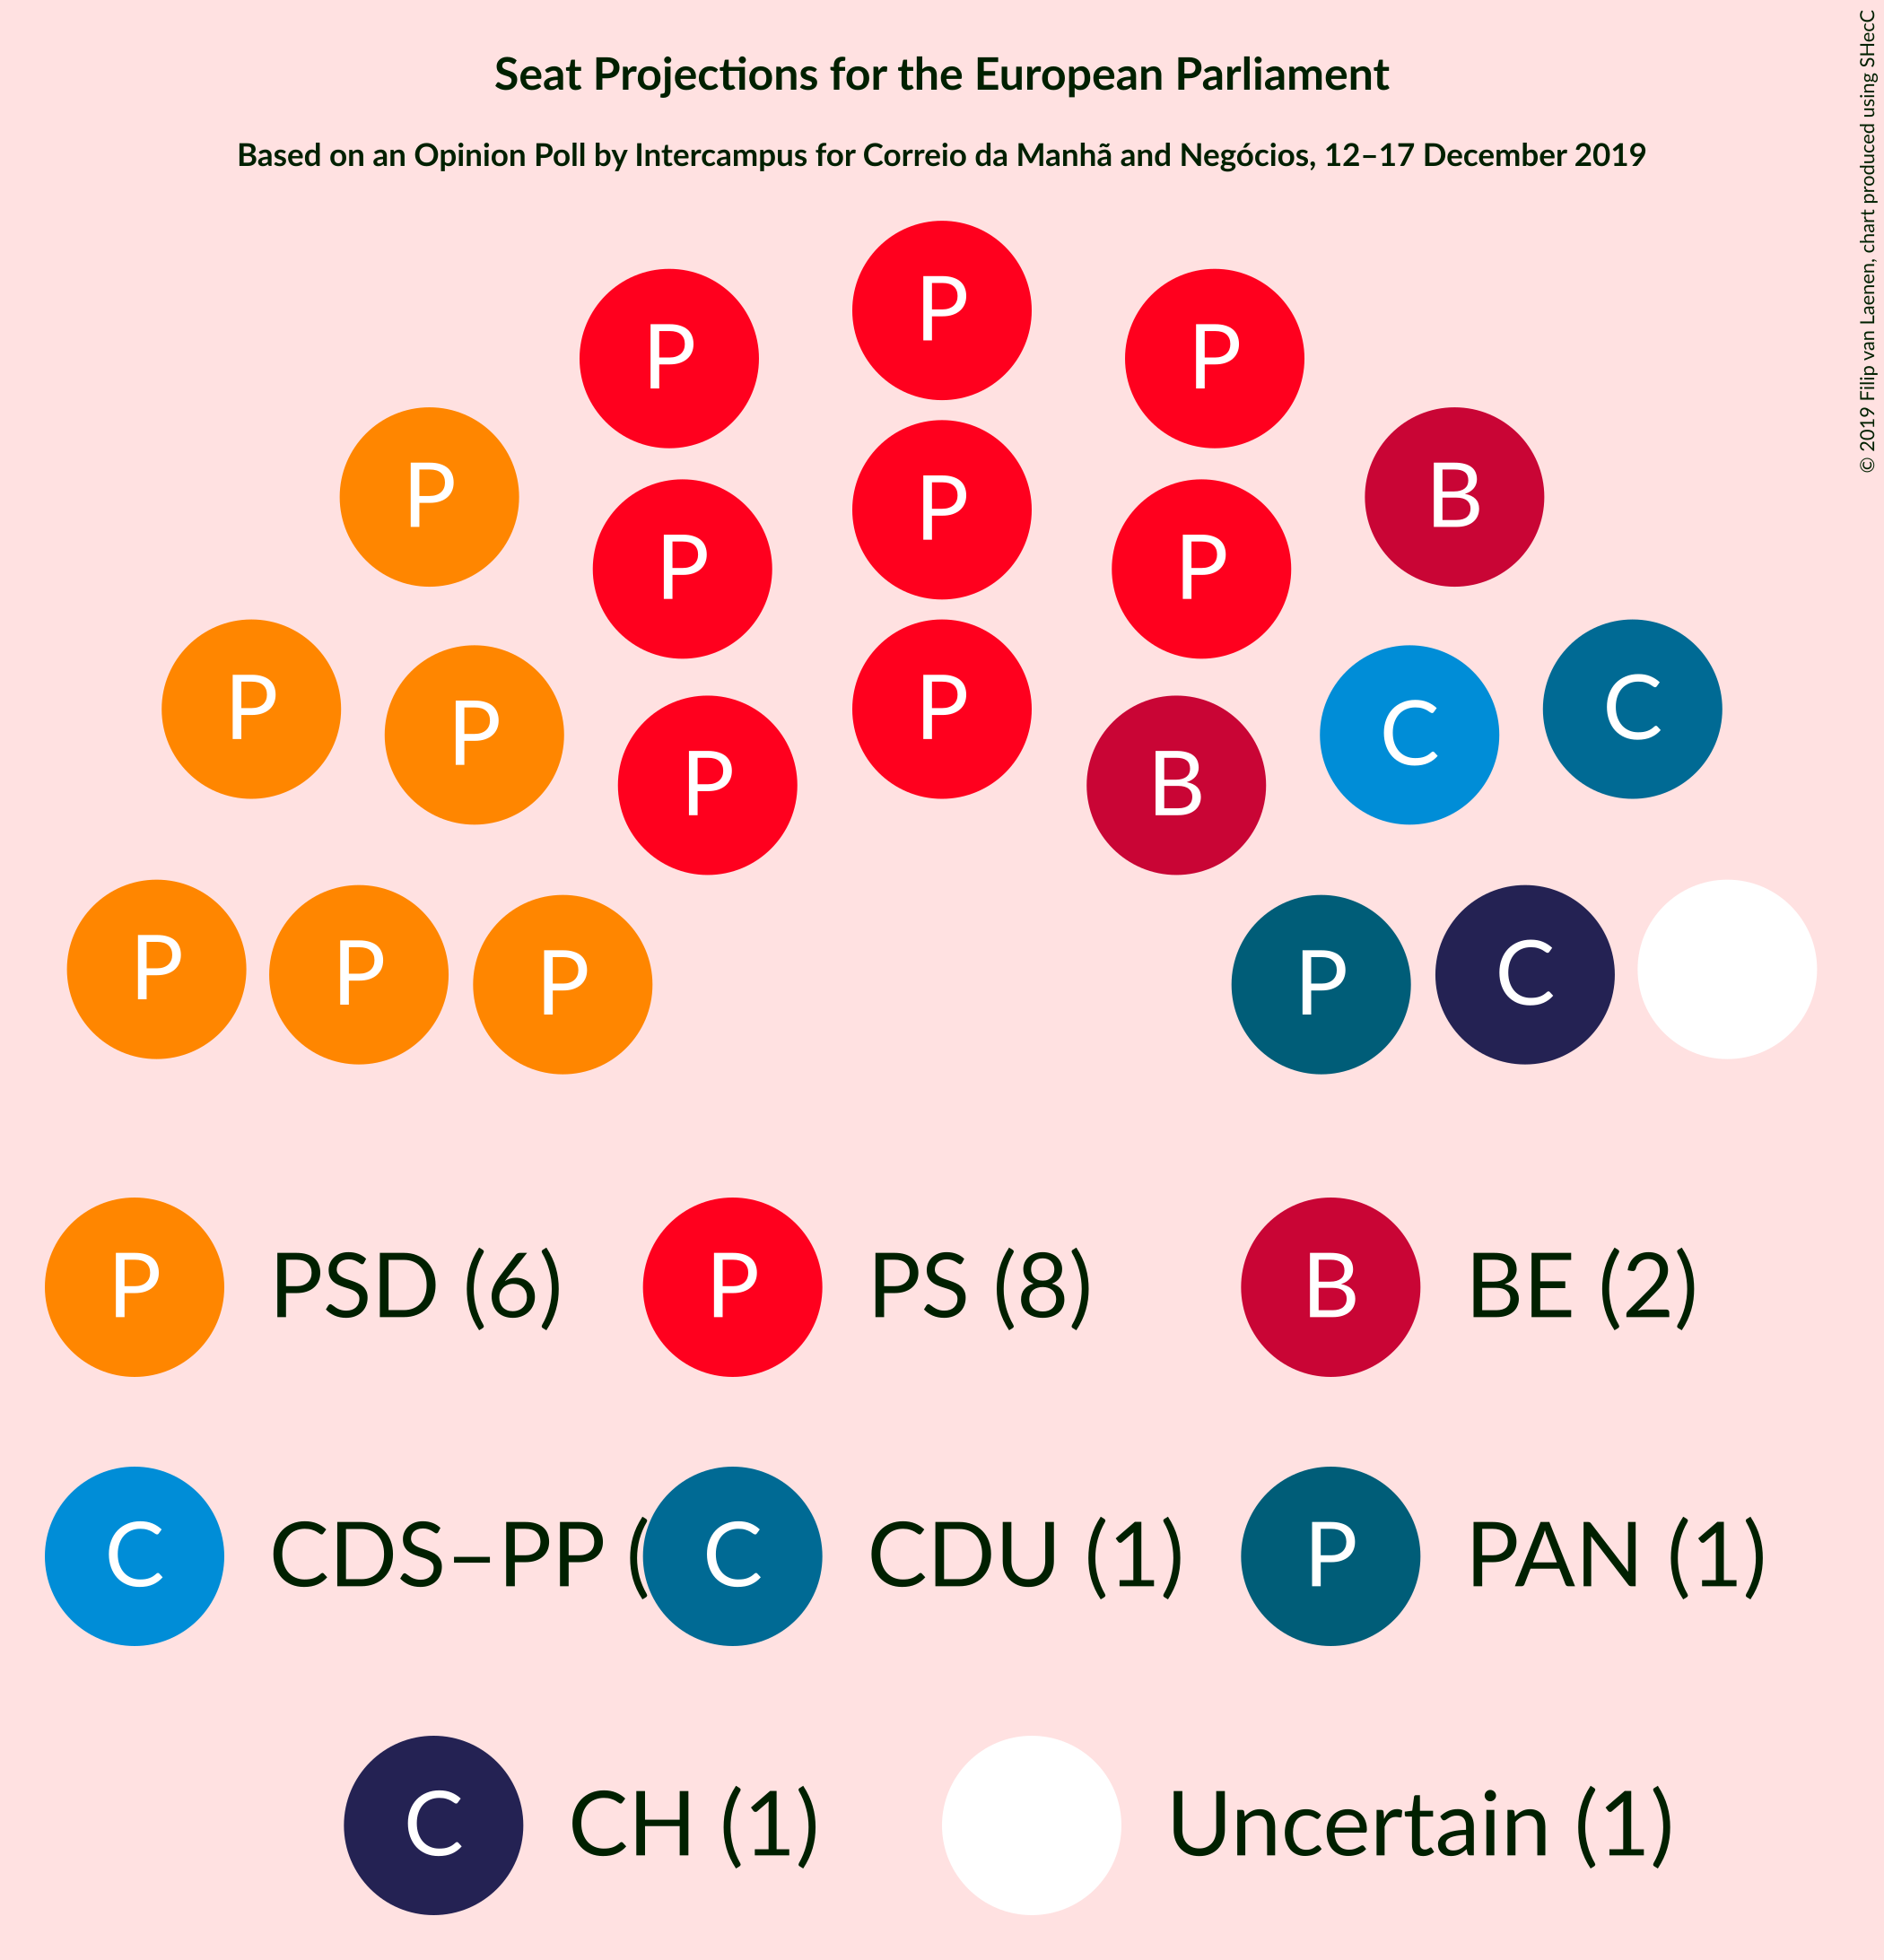 Seat Projections for the European Parliament
Based on an Opinion Poll by Intercampus for Correio da Manhã and Negócios, 12–17 December 2019
© 2019 Filip van Laenen, chart produced using SHecC
P
P P
P B
P
P P
P P
P C C
P B
P P P P C
P PSD (6) P PS (8) B BE (2)
C CDS–PP ( C CDU (1) P PAN (1)
C CH (1) Uncertain (1)